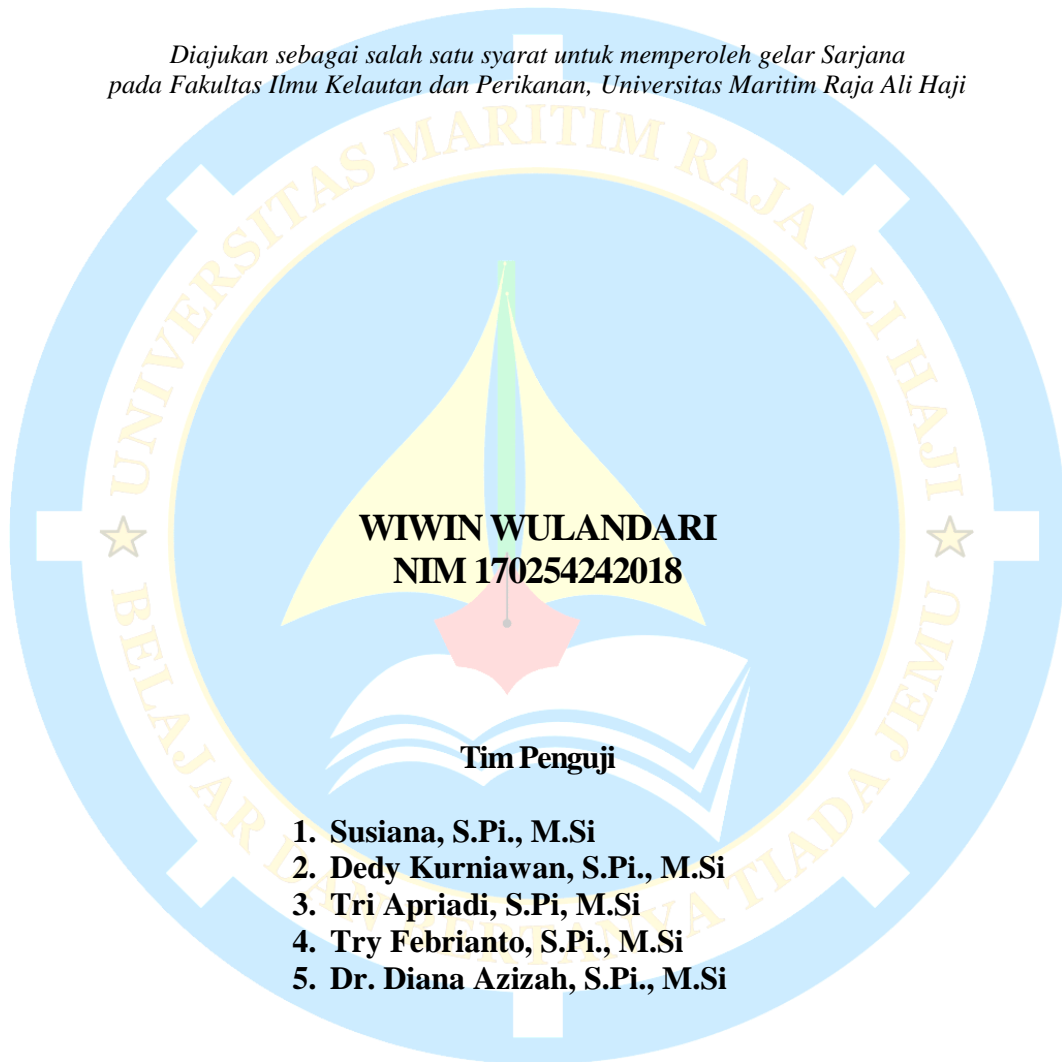 Diajukan sebagai salah satu syarat untuk memperoleh gelar Sarjana
pada Fakultas Ilmu Kelautan dan Perikanan, Universitas Maritim Raja Ali Haji
UNIVERSITAS MARITIM RAJA ALI HAJI
WIWIN WULANDARI
NIM 170254242018
BELAJAR DAN BERTANYA TIADA JEMU
Tim Penguji
1. Susiana, S.Pi., M.Si
2. Dedy Kurniawan, S.Pi., M.Si
3. Tri Apriadi, S.Pi, M.Si
4. Try Febrianto, S.Pi., M.Si
5. Dr. Diana Azizah, S.Pi., M.Si